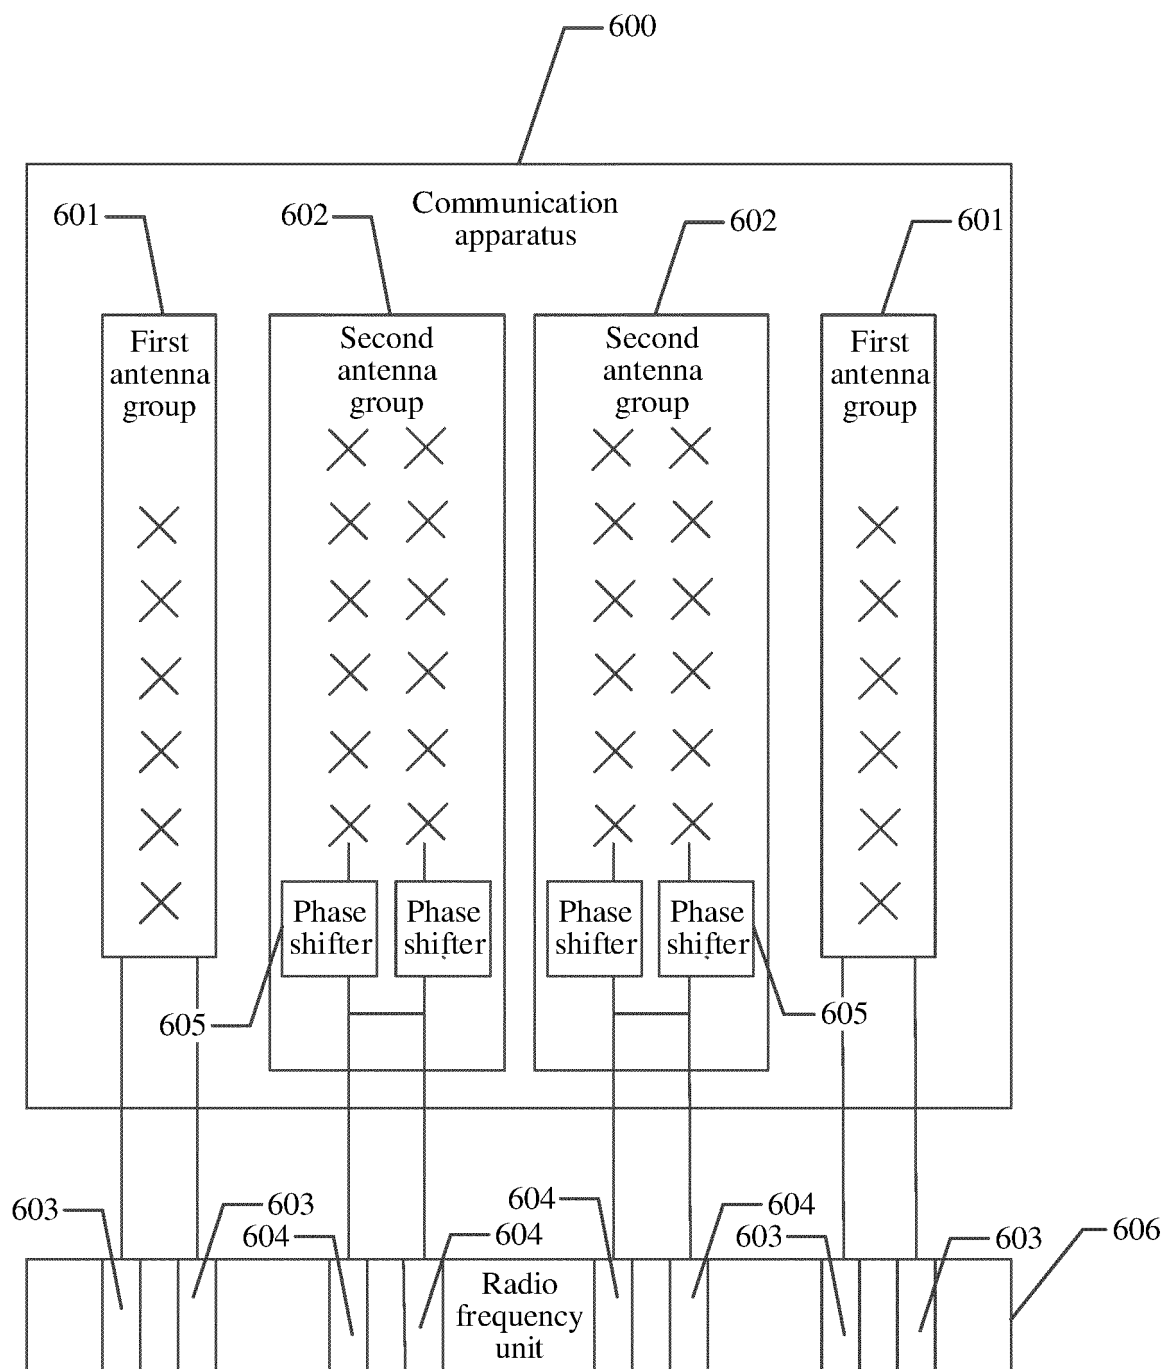 600
Communication
apparatus
601
602
602
601
First
antenna
group
Second
antenna
group
Second
antenna
group
First
antenna
group
Phase
shifter
Phase
shifter
Phase
shifter
Phase
shifter
605
605
603
603
604
604
604
604
603
603
606
Radio
frequency
unit